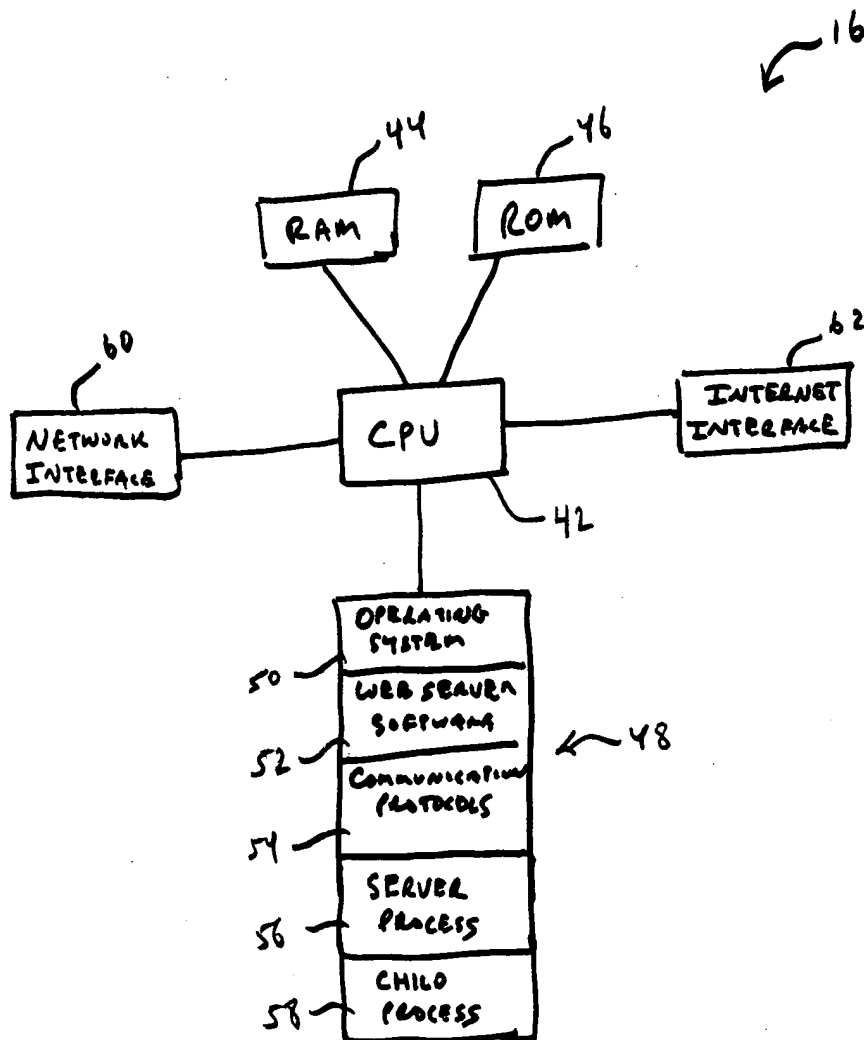 16
44
46
RAM
ROM
60
62
NETWORK
INTERFACE
CPU
INTERNET
INTERFACE
42
OPERATING
SYSTEM
50
WEB SERVER
SOFTWARE
52
48
COMMUNICATION
PROTOCOLS
54
SERVER
PROCESS
56
CHILD
PROCESS
58